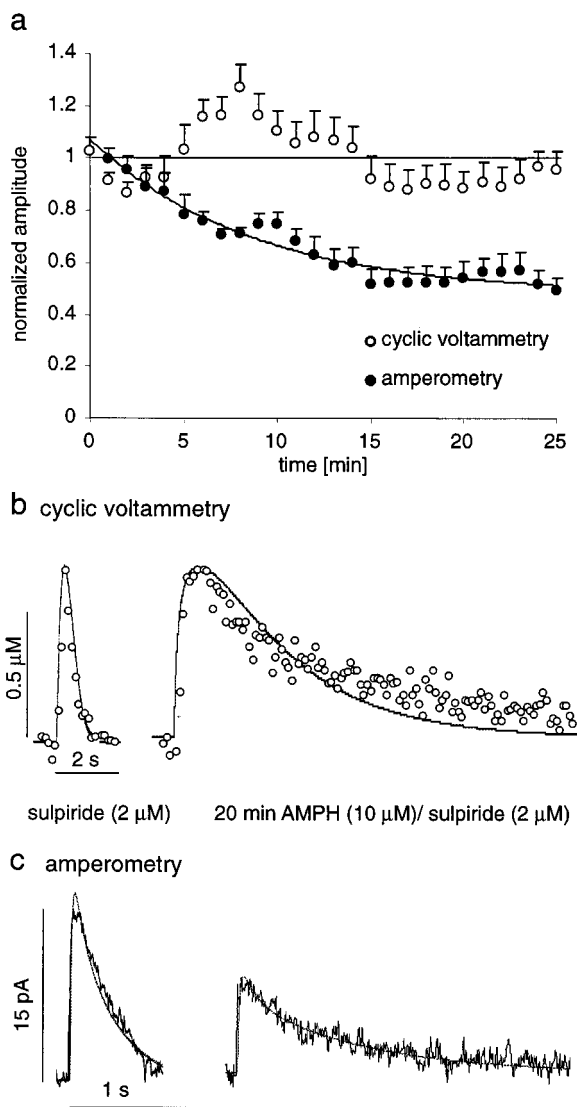 a
1.4
1.2
1
0.8
0.6
0.4
0.2
0
normalized amplitude
cyclic voltammetry
amperometry
0 5 10 15 20 25
time [min]
b cyclic voltammetry
0.5 μM
2 s
sulpiride (2 μM) 20 min AMPH (10 μM)/ sulpiride (2 μM)
c amperometry
15 pA
1 s